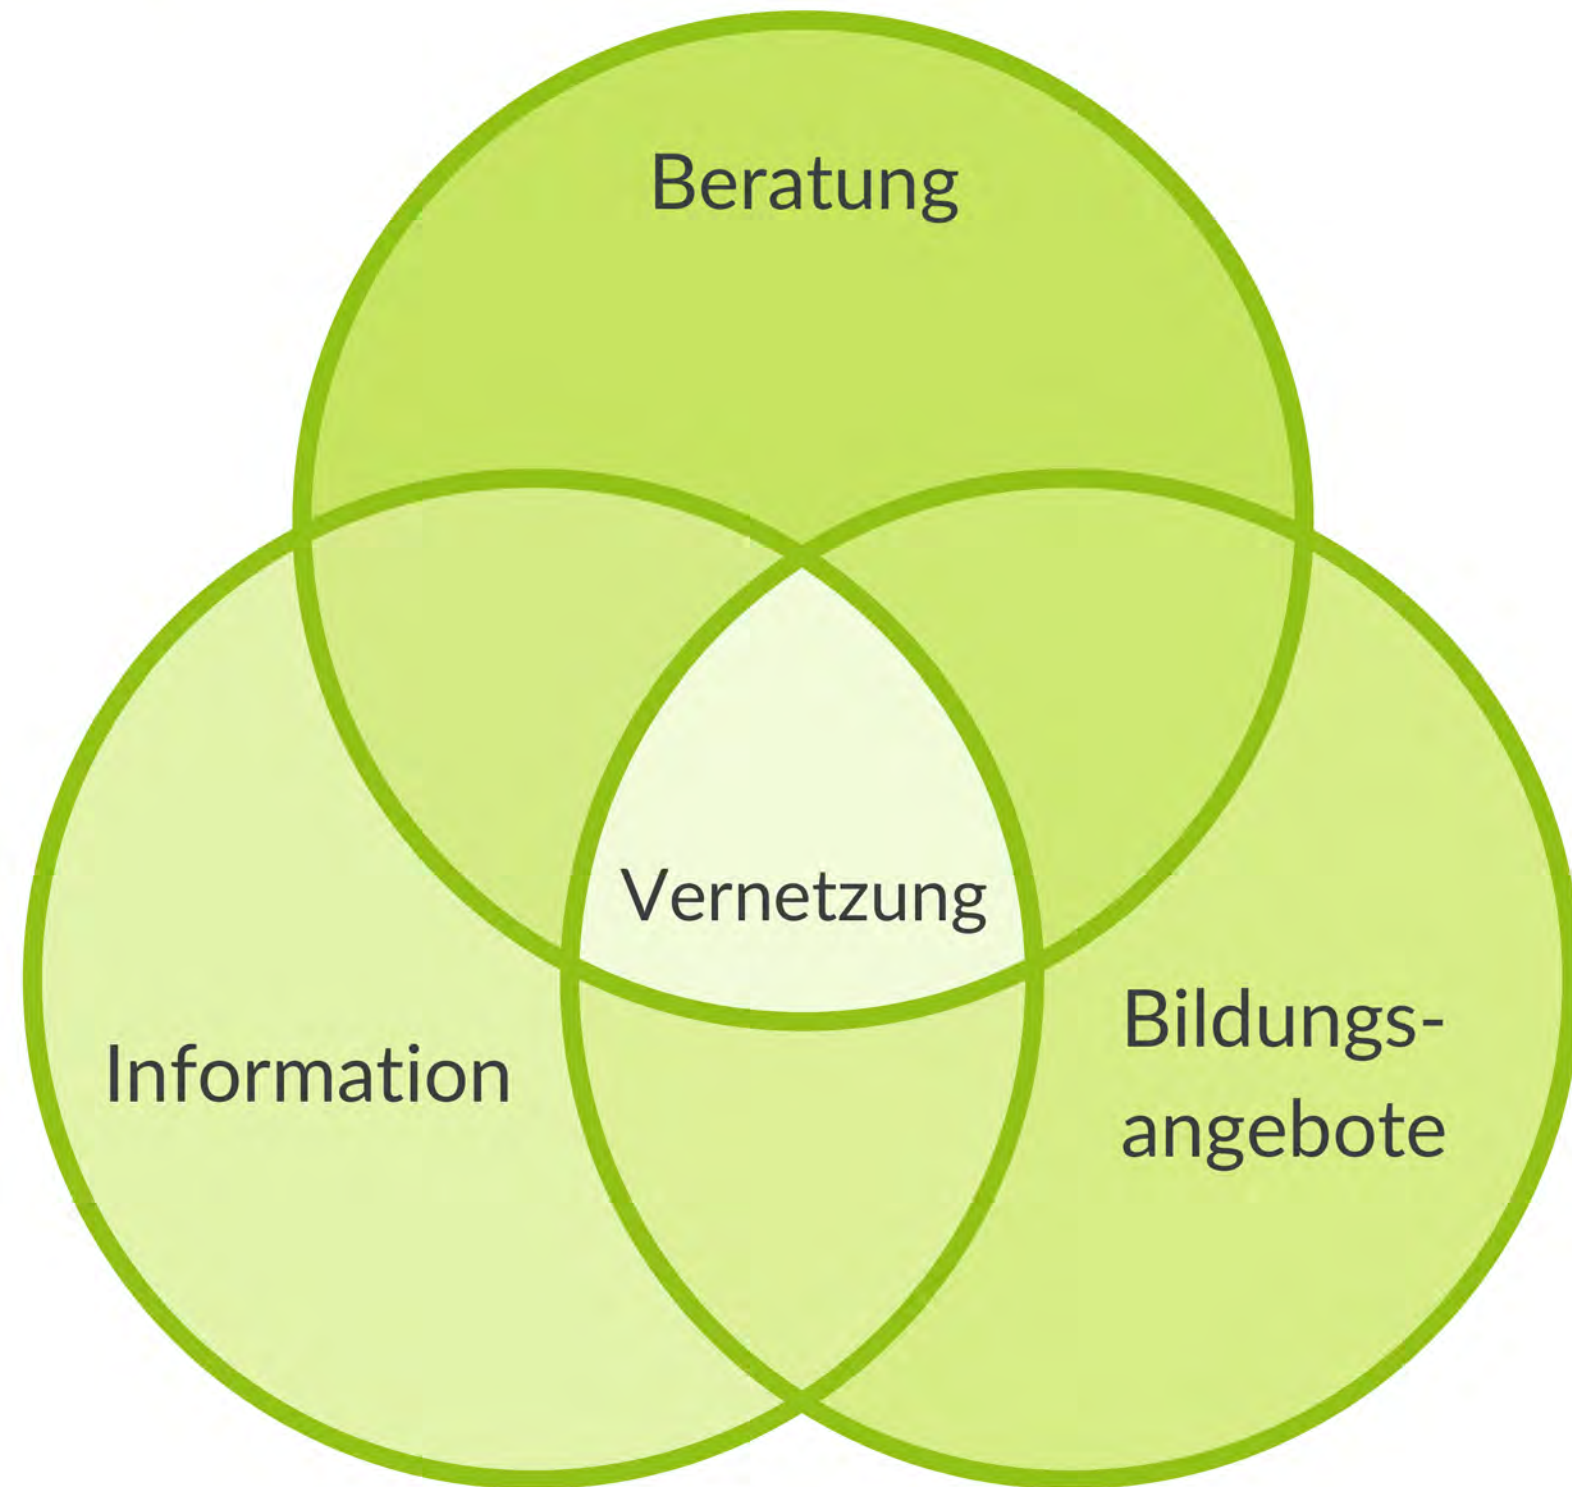 Beratung
Vernetzung
Information
Bildungs-
angebote